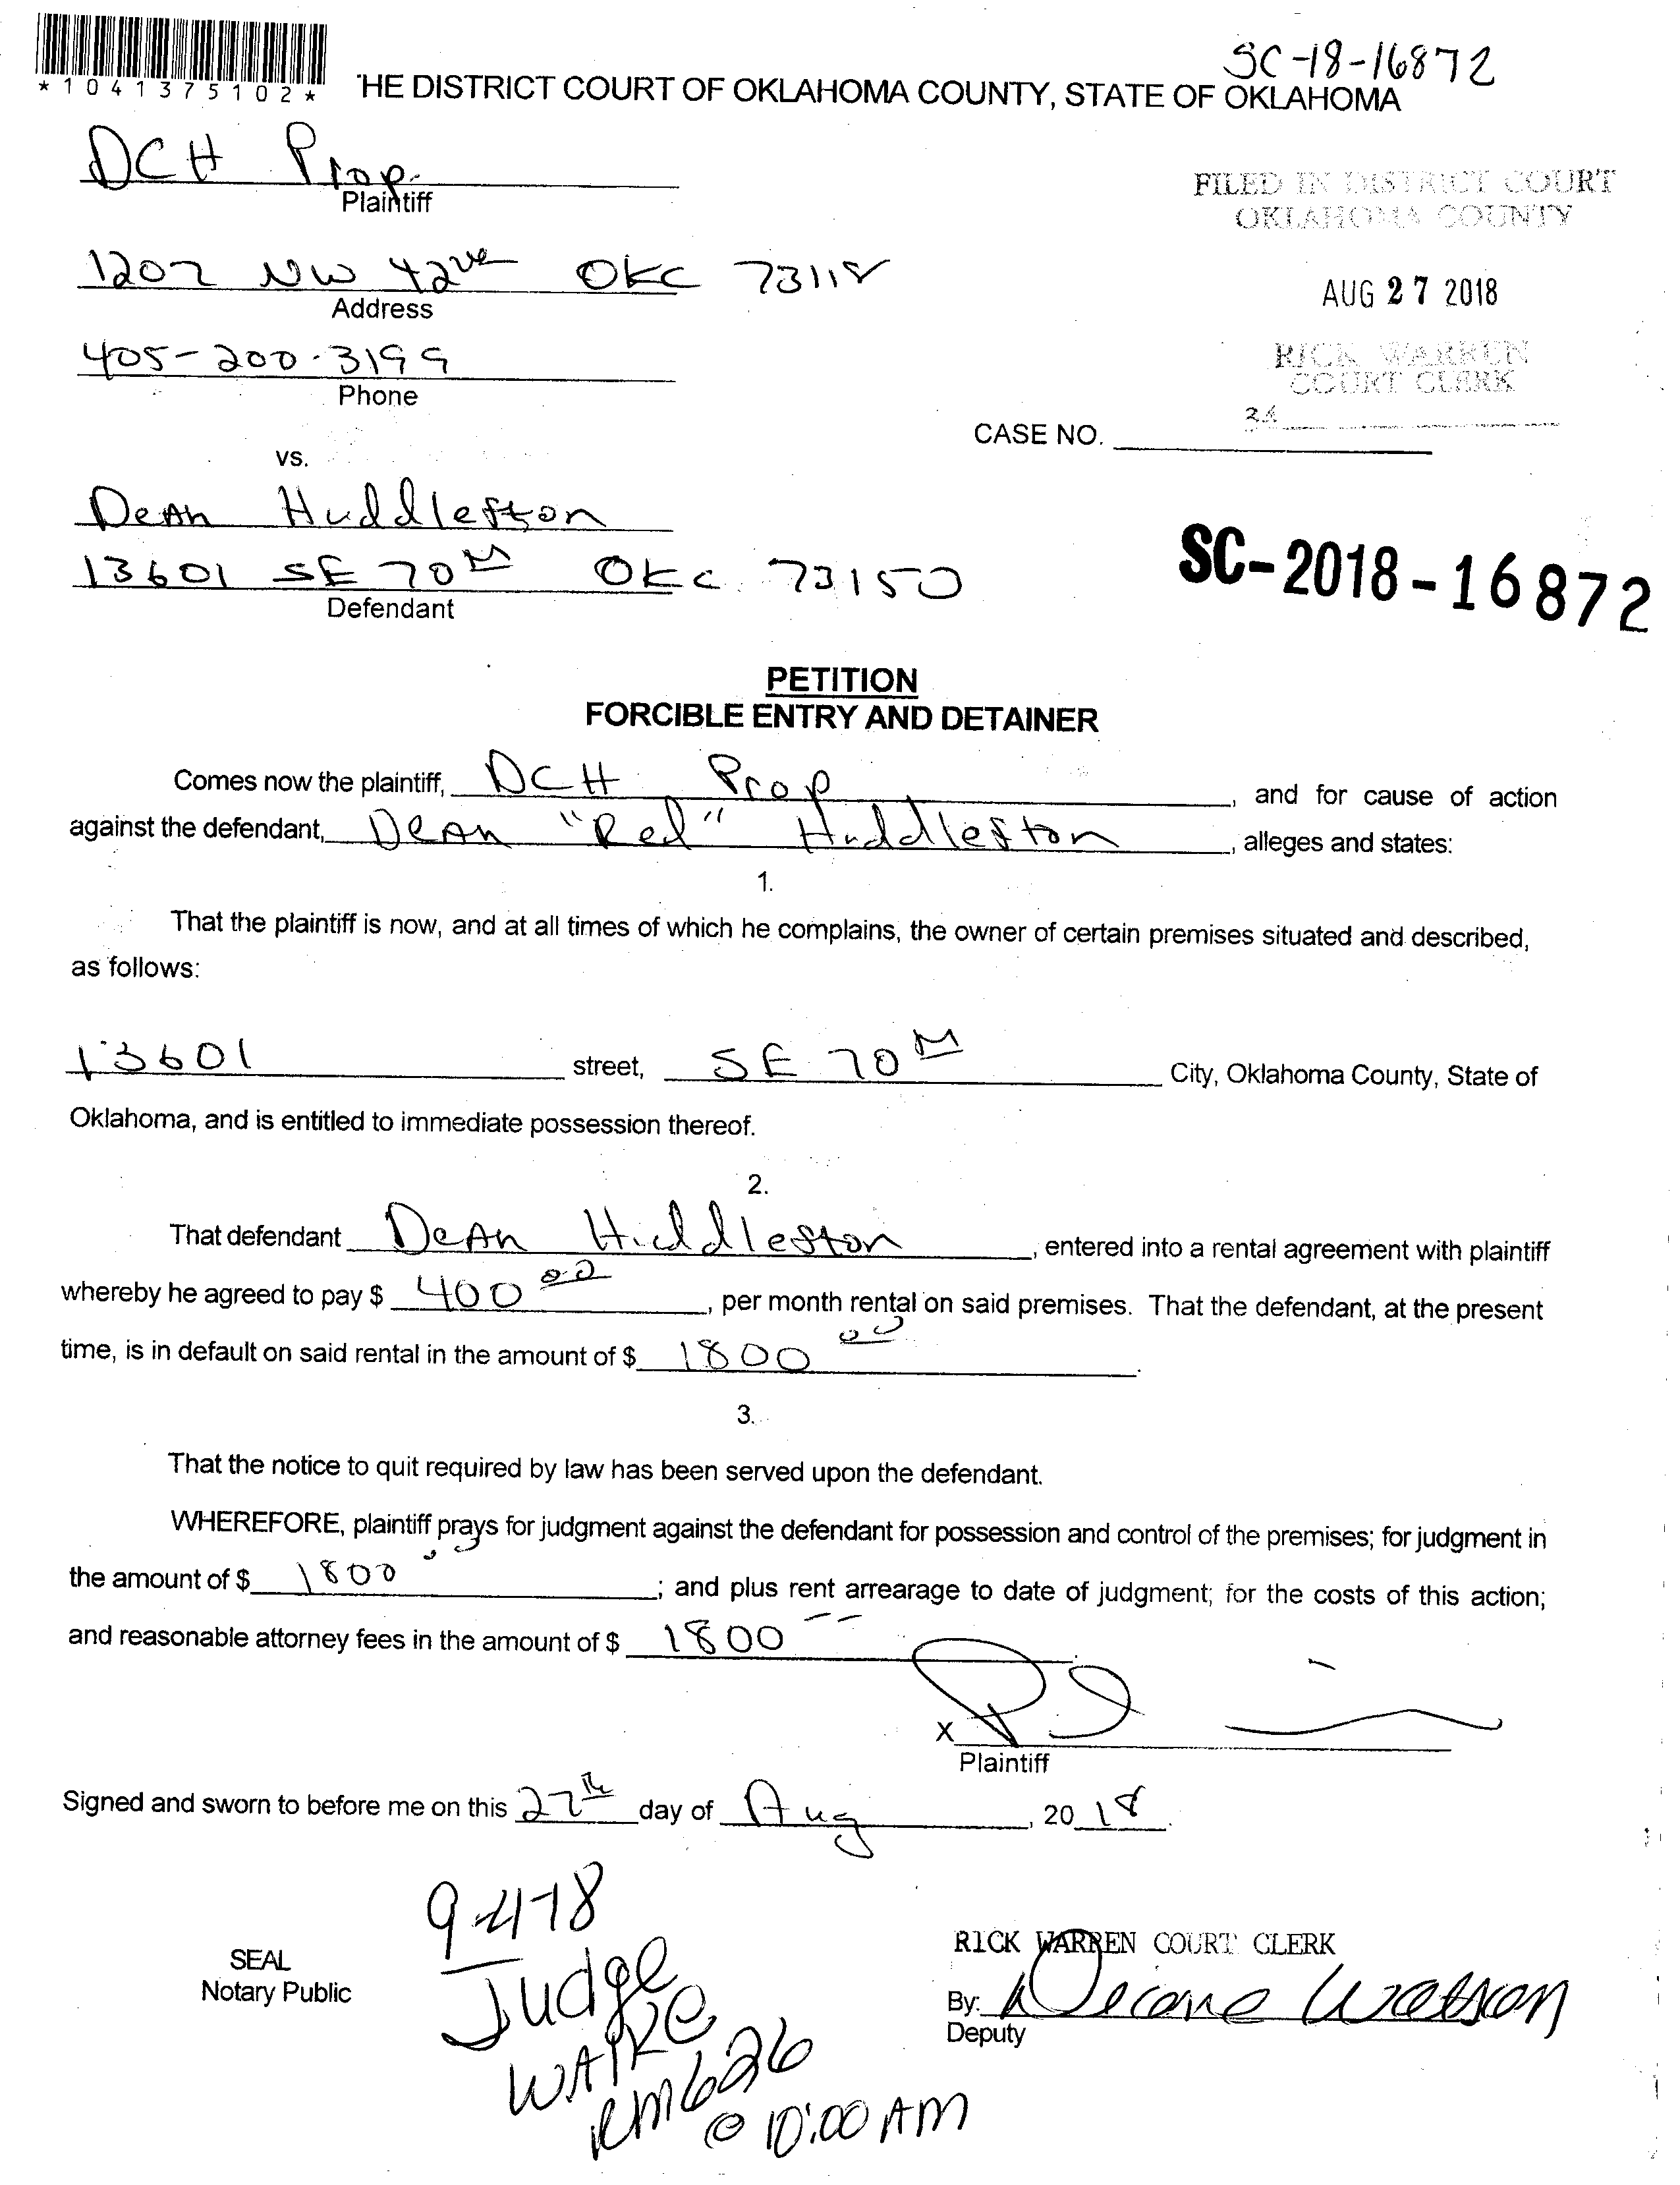 SC-18-16872
*1041375102*
'HE DISTRICT COURT OF OKLAHOMA COUNTY, STATE OF OKLAHOMA
DCH Prop.
Plaintiff
FILED IN DISTRICT COURT
OKLAHOMA COUNTY
1207 NW 42nd OKC 73118
Address
AUG 27 2018
405-200-3199
Phone
RICK WARREN
COURT CLERK
34
CASE NO.
vs.
Dean Huddleston
13601 SE 70th OKC 73150
Defendant
SC-2018-16872
PETITION
FORCIBLE ENTRY AND DETAINER
Comes now the plaintiff, DCH Prop, and for cause of action
against the defendant, Dean "Red" Huddleston, alleges and states:
1.
That the plaintiff is now, and at all times of which he complains, the owner of certain premises situated and described,
as follows:
13601 street, SE 70th City, Oklahoma County, State of
Oklahoma, and is entitled to immediate possession thereof.
2.
That defendant Dean Huddleston, entered into a rental agreement with plaintiff
whereby he agreed to pay $ 400 00, per month rental on said premises. That the defendant, at the present
time, is in default on said rental in the amount of $ 1800 00.
3.
That the notice to quit required by law has been served upon the defendant.
WHEREFORE, plaintiff prays for judgment against the defendant for possession and control of the premises; for judgment in
the amount of $ 1800 00; and plus rent arrearage to date of judgment; for the costs of this action;
and reasonable attorney fees in the amount of $ 1800 --.
X
Plaintiff
Signed and sworn to before me on this 27th day of Aug, 2018.
9-4-18
Judge
RM 626
@ 10:00 AM
SEAL
Notary Public
RICK WARREN COURT CLERK
By: Watson
Deputy